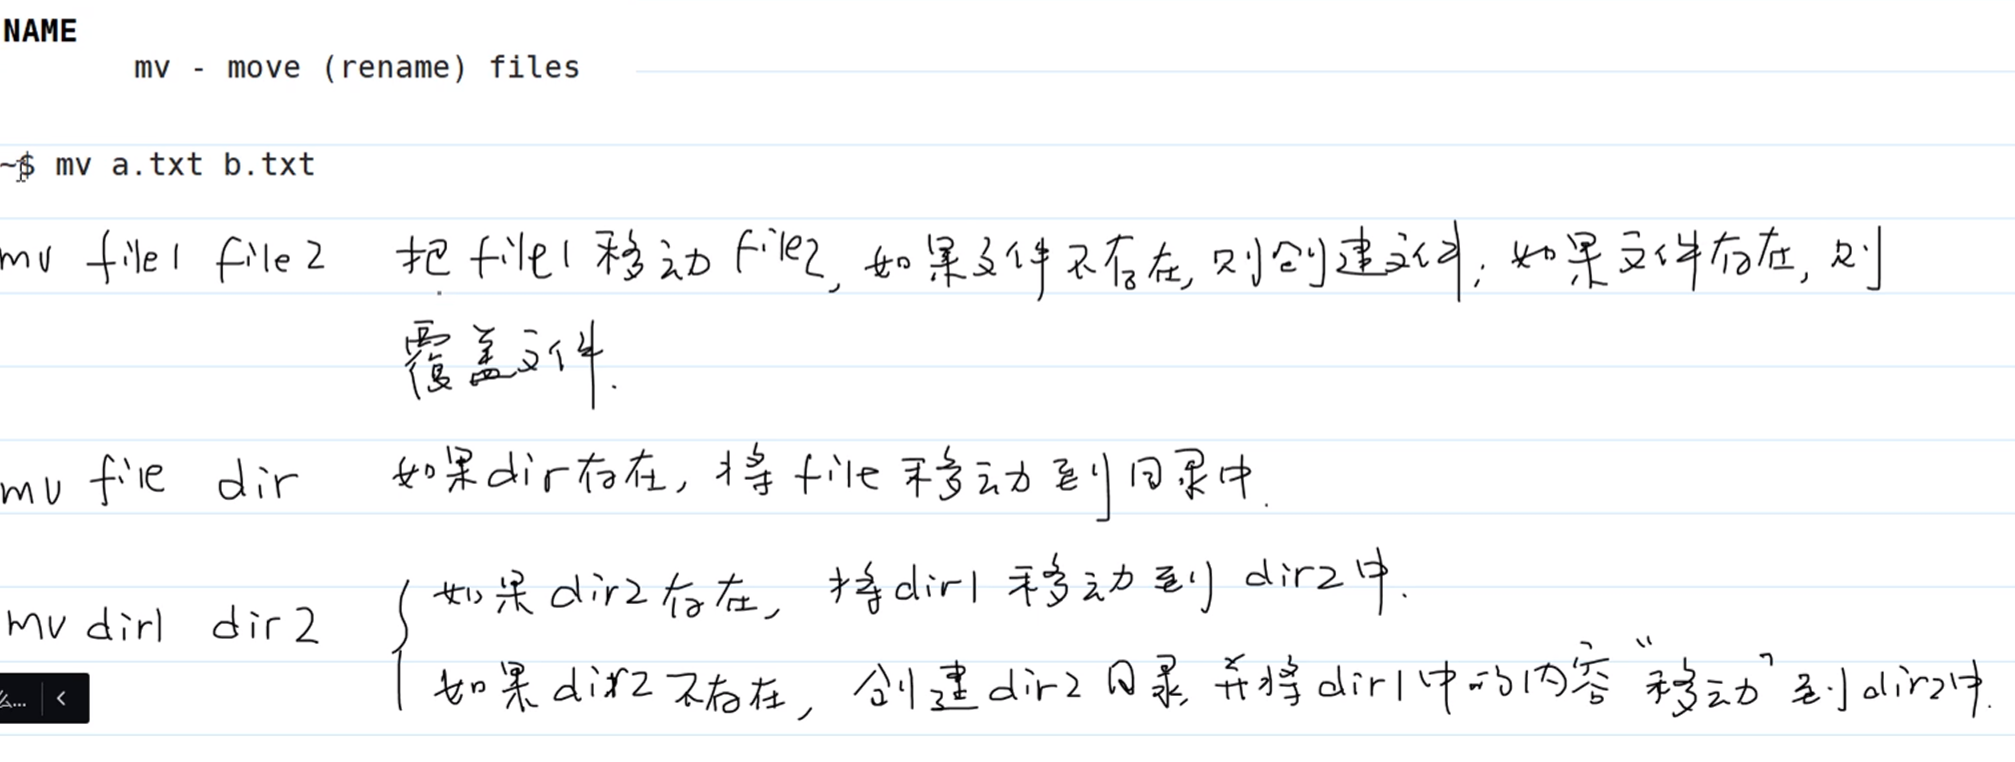 NAME
mv - move (rename) files
~$ mv a.txt b.txt
mv file1 file2 把file1移动file2,如果文件不存在,则创建文件;如果文件存在,则
覆盖文件.
mv file dir 如果dir存在,将file移动到目录中.
mv dir1 dir2 如果dir2存在,将dir1移动到dir2中.
如果dir2不存在,创建dir2目录,并将dir1中的内容“移动”到dir2中.
...
<